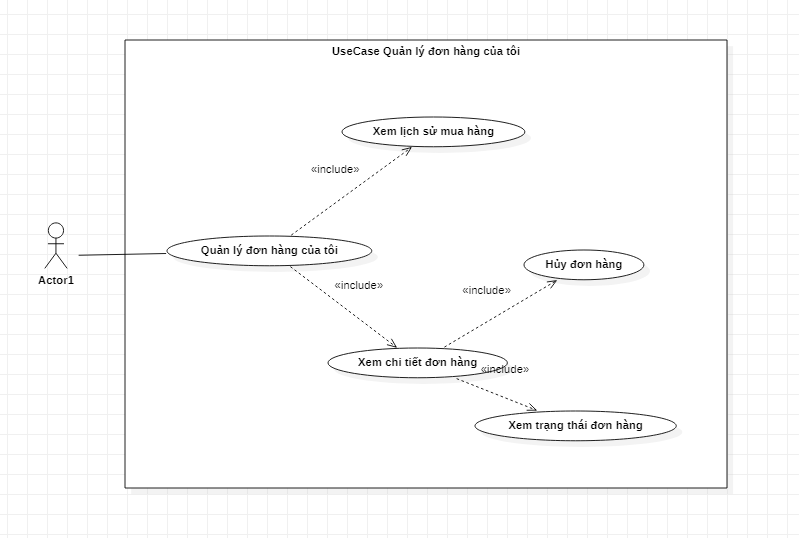 UseCase Quản lý đơn hàng của tôi
Xem lịch sử mua hàng
«include»
Quản lý đơn hàng của tôi
Actor1
Hủy đơn hàng
«include»
«include»
Xem chi tiết đơn hàng
«include»
Xem trạng thái đơn hàng